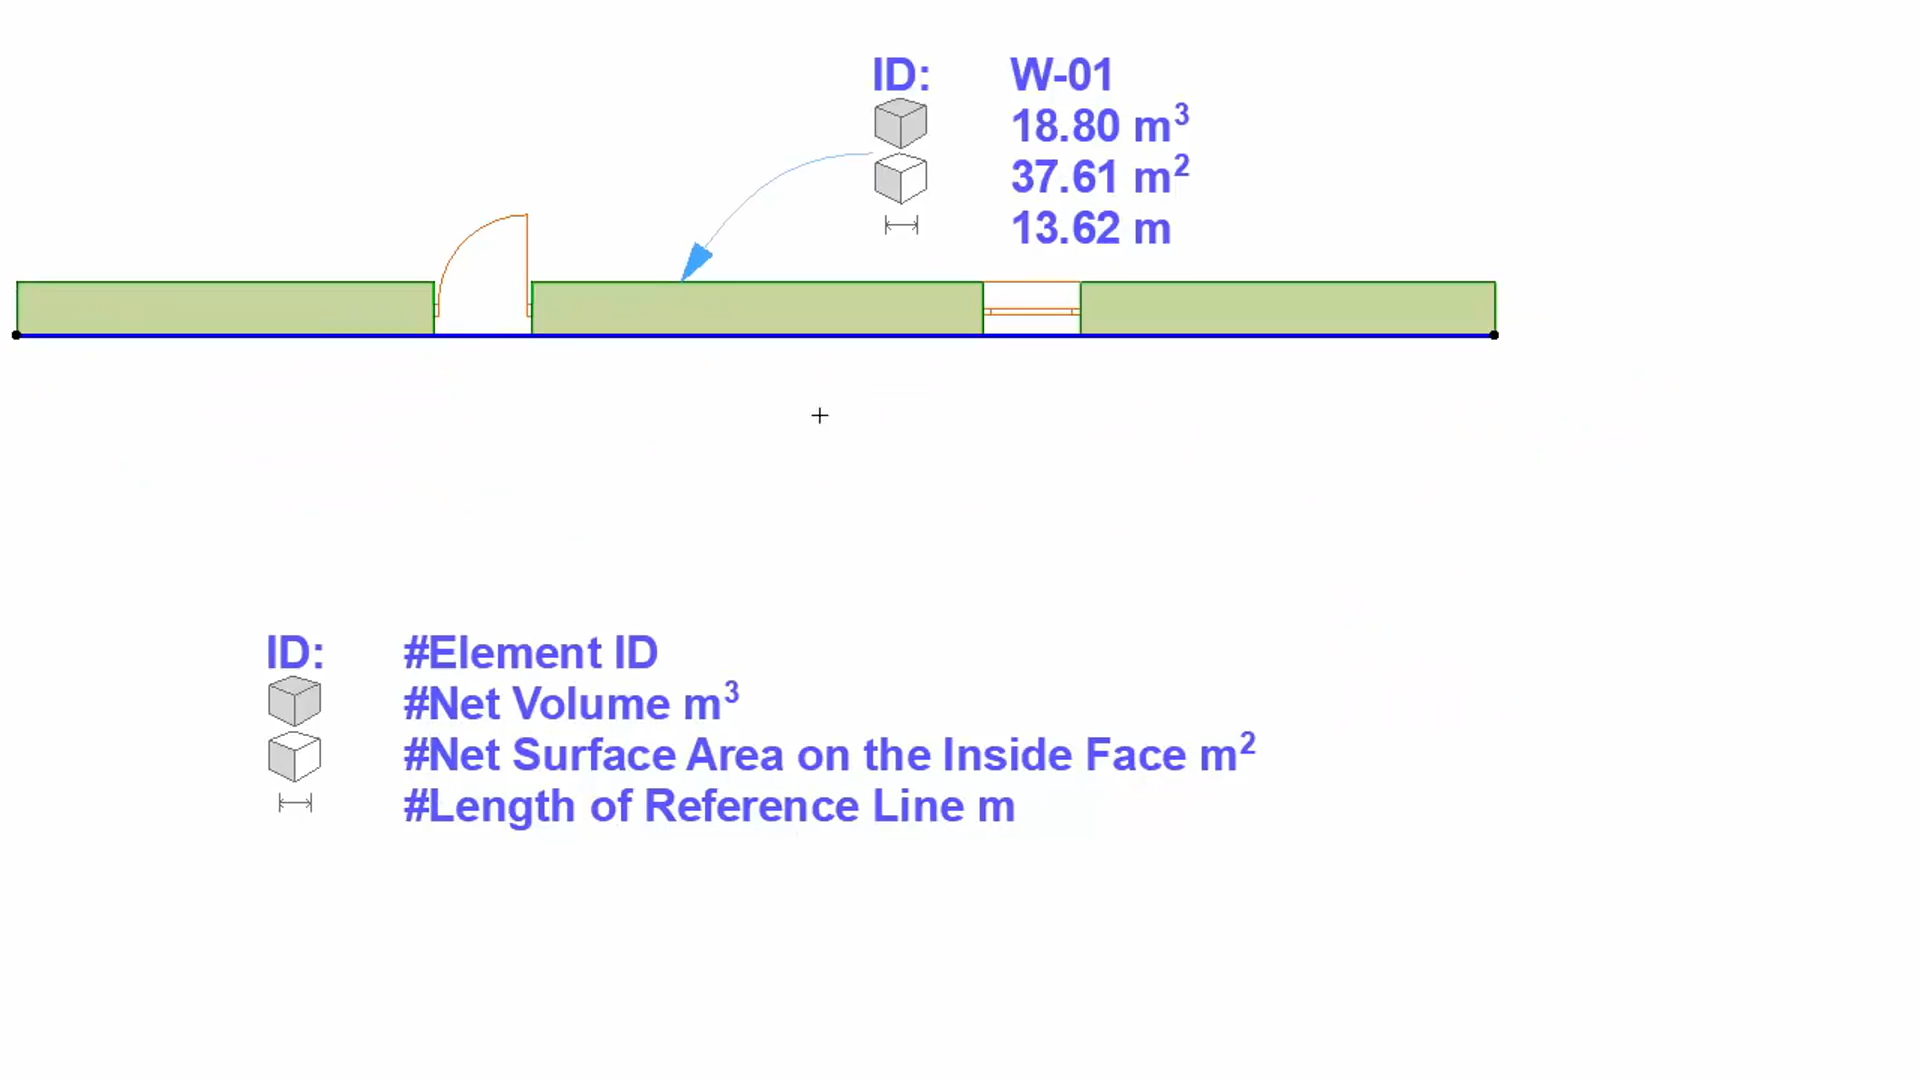 ID: W-01
18.80 m³
37.61 m²
13.62 m
ID: #Element ID
#Net Volume m³
#Net Surface Area on the Inside Face m²
#Length of Reference Line m